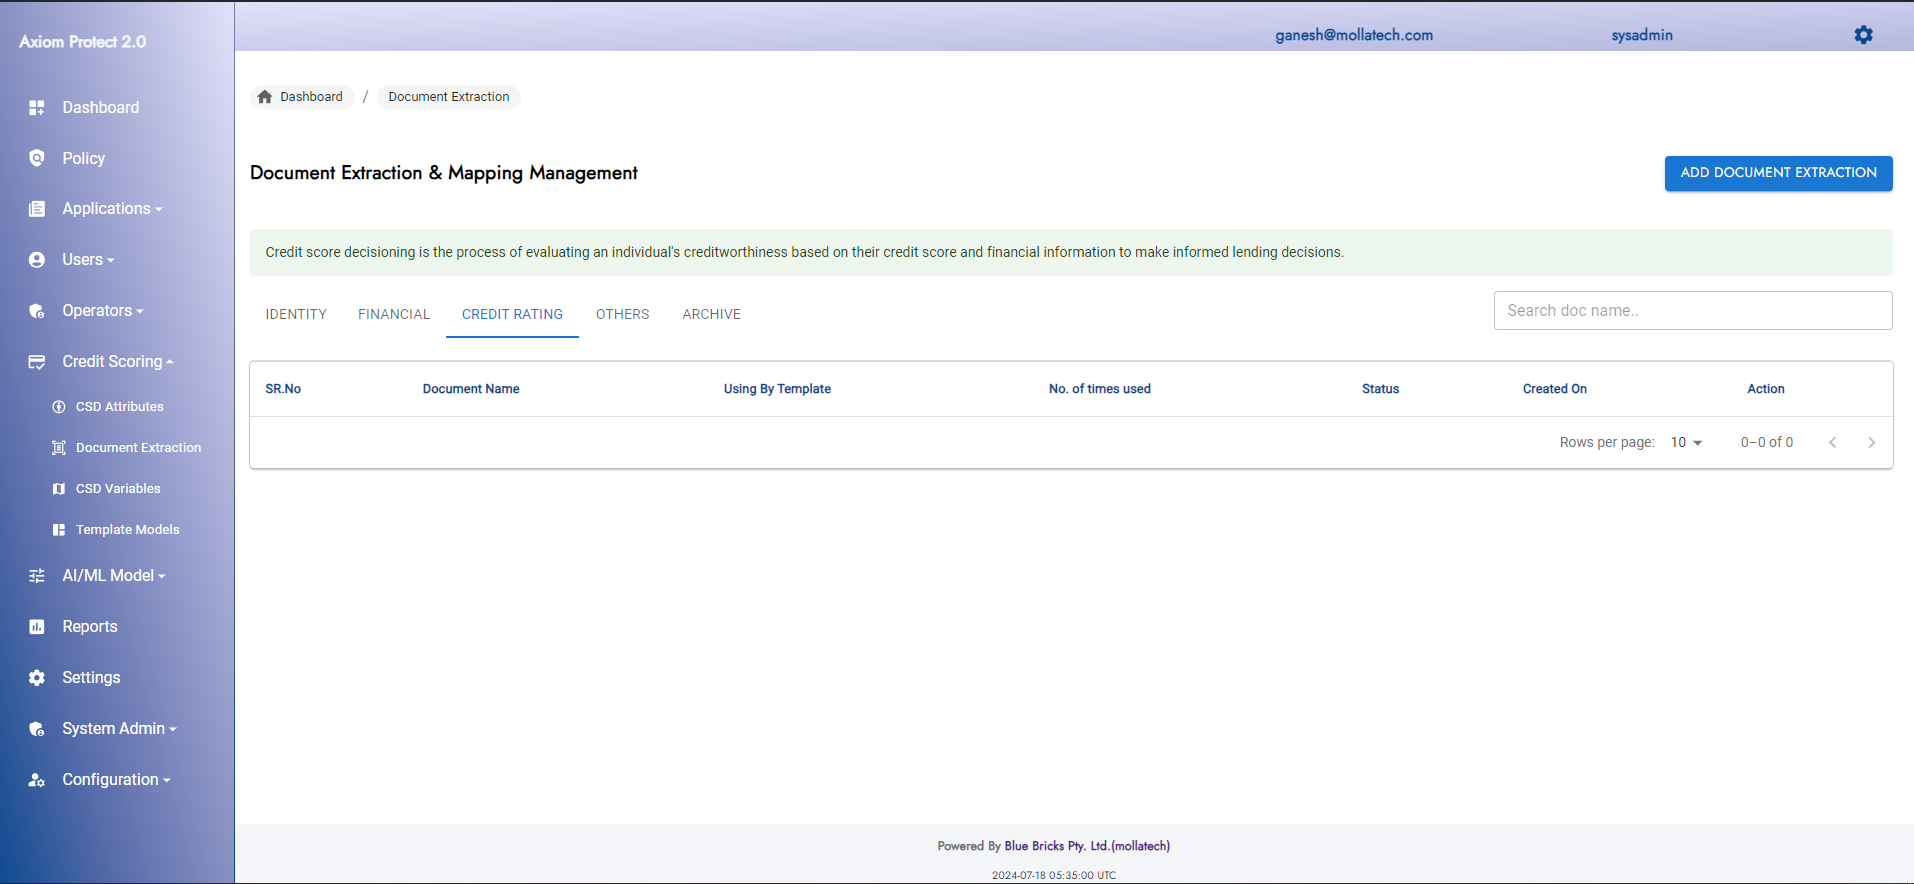 Axiom Protect 2.0
ganesh@mollatech.com sysadmin
Dashboard
Policy
Applications
Users
Operators
Credit Scoring
CSD Attributes
Document Extraction
CSD Variables
Template Models
AI/ML Model
Reports
Settings
System Admin
Configuration
Dashboard / Document Extraction
Document Extraction & Mapping Management
ADD DOCUMENT EXTRACTION
Credit score decisioning is the process of evaluating an individual's creditworthiness based on their credit score and financial information to make informed lending decisions.
IDENTITY FINANCIAL CREDIT RATING OTHERS ARCHIVE
Search doc name..
SR.No Document Name Using By Template No. of times used Status Created On Action
Rows per page: 10 0–0 of 0
Powered By Blue Bricks Pty. Ltd.(mollatech)
2024-07-18 05:35:00 UTC